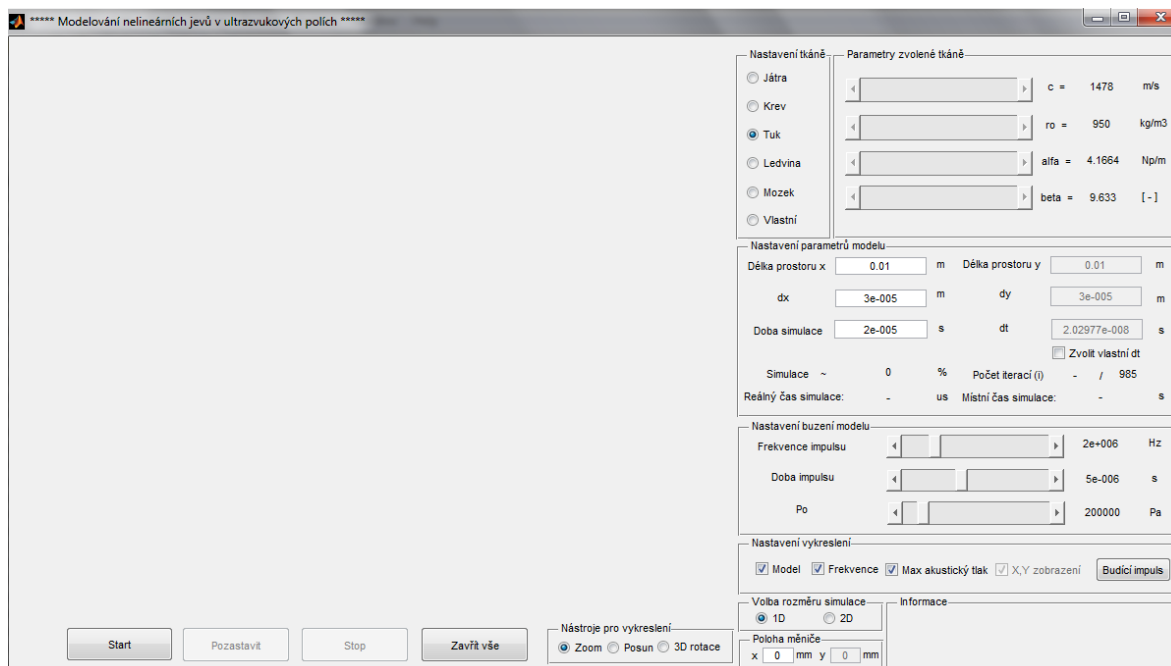 ***** Modelování nelineárních jevů v ultrazvukových polích *****
Nastavení tkáně
Játra
Krev
Tuk
Ledvina
Mozek
Vlastní
Parametry zvolené tkáně
c = 1478 m/s
ro = 950 kg/m3
alfa = 4.1664 Np/m
beta = 9.633 [ - ]
Nastavení parametrů modelu
Délka prostoru x 0.01 m Délka prostoru y 0.01 m
dx 3e-005 m dy 3e-005 m
Doba simulace 2e-005 s dt 2.02977e-008 s
Zvolit vlastní dt
Simulace ~ 0 % Počet iterací (i) - / 985
Reálný čas simulace: - us Místní čas simulace: - s
Nastavení buzení modelu
Frekvence impulsu 2e+006 Hz
Doba impulsu 5e-006 s
Po 200000 Pa
Nastavení vykreslení
Model Frekvence Max akustický tlak X,Y zobrazení Budící impuls
Volba rozměru simulace
1D 2D
Informace
Poloha měniče
x 0 mm y 0 mm
Start Pozastavit Stop Zavřít vše
Nástroje pro vykreslení
Zoom Posun 3D rotace